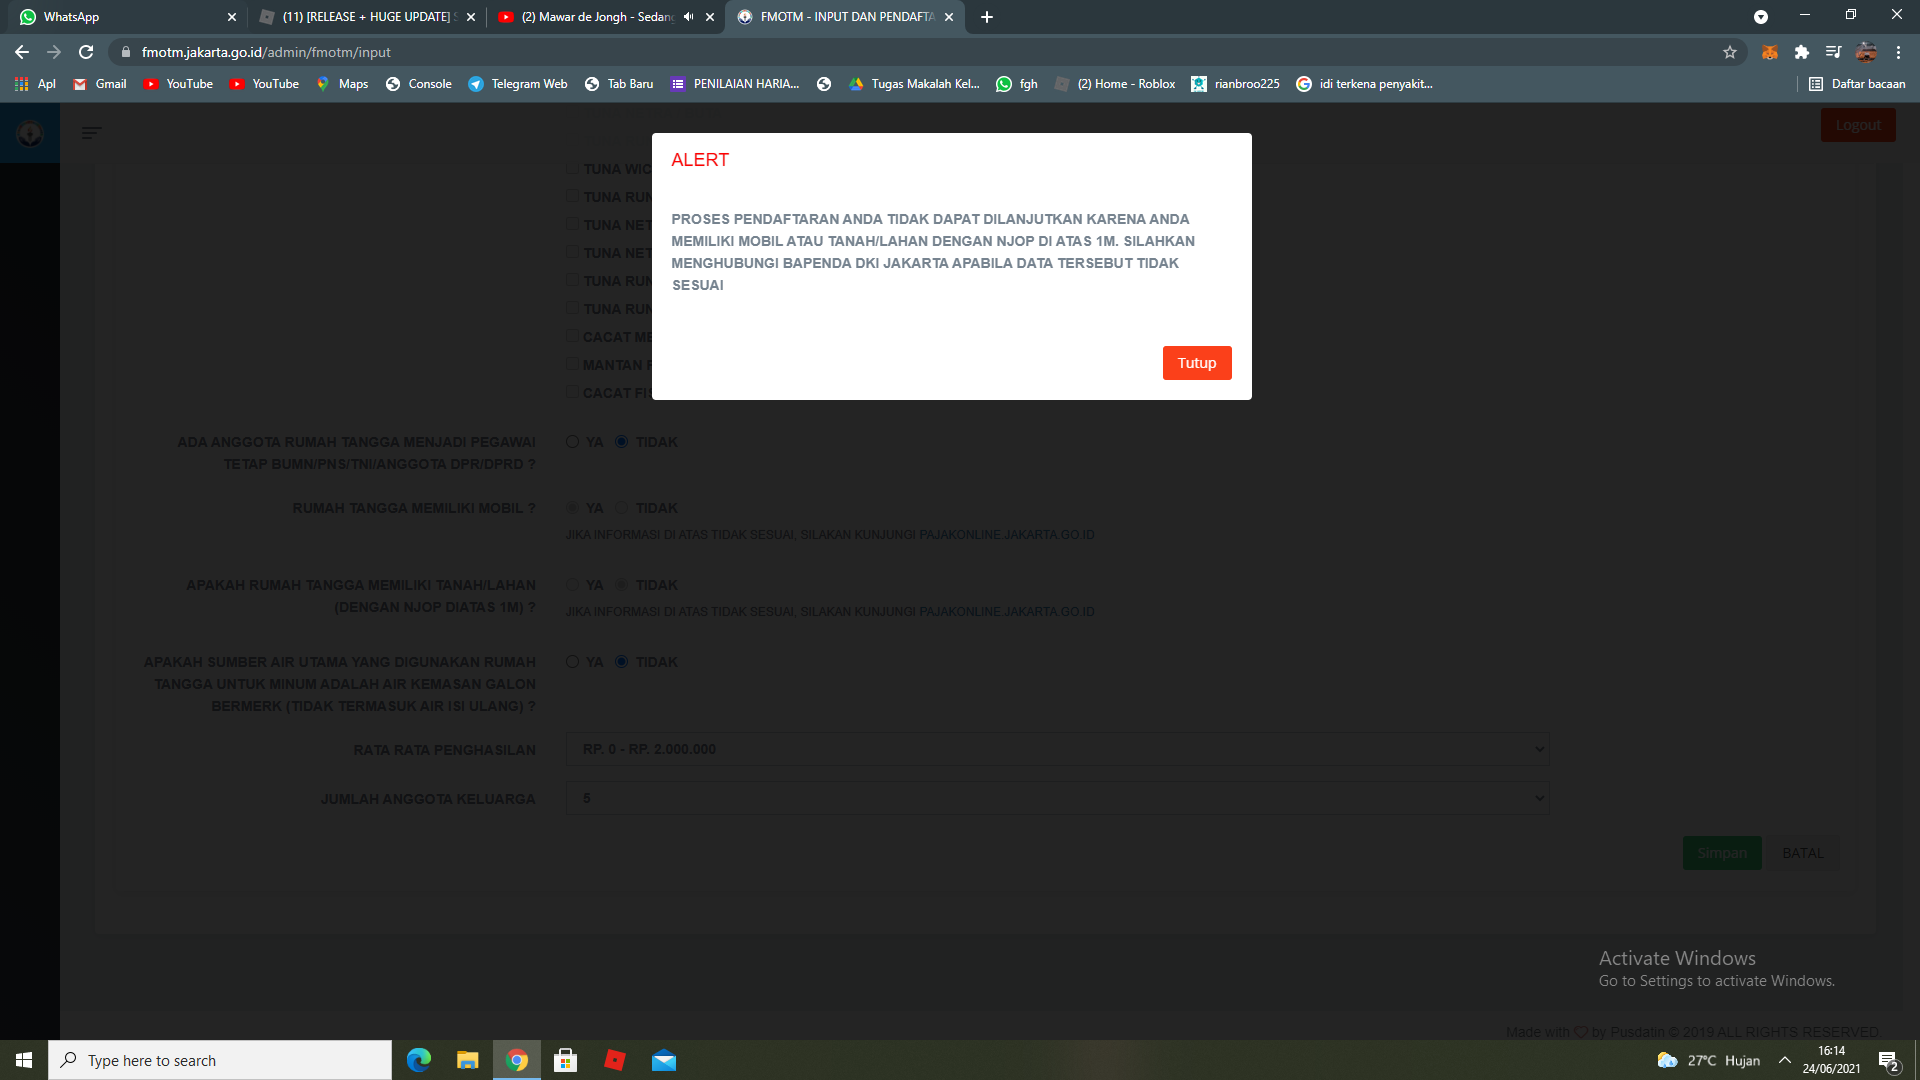 WhatsApp
(11) [RELEASE + HUGE UPDATE]
(2) Mawar de Jongh - Sedang
FMOTM - INPUT DAN PENDAFTA
fmotm.jakarta.go.id/admin/fmotm/input
Apl Gmail YouTube YouTube Maps Console Telegram Web Tab Baru PENILAIAN HARIA... Tugas Makalah Kel... fgh (2) Home - Roblox rianbroo225 idi terkena penyakit... Daftar bacaan
Logout
ALERT
PROSES PENDAFTARAN ANDA TIDAK DAPAT DILANJUTKAN KARENA ANDA
MEMILIKI MOBIL ATAU TANAH/LAHAN DENGAN NJOP DI ATAS 1M. SILAHKAN
MENGHUBUNGI BAPENDA DKI JAKARTA APABILA DATA TERSEBUT TIDAK
SESUAI
Tutup
TUNA WIC
TUNA RUN
TUNA NET
TUNA NET
TUNA RUN
TUNA RUN
CACAT ME
MANTAN
CACAT FI
ADA ANGGOTA RUMAH TANGGA MENJADI PEGAWAI
TETAP BUMN/PNS/TNI/ANGGOTA DPR/DPRD ?
YA TIDAK
RUMAH TANGGA MEMILIKI MOBIL ?
YA TIDAK
JIKA INFORMASI DI ATAS TIDAK SESUAI, SILAKAN KUNJUNGI PAJAKONLINE.JAKARTA.GO.ID
APAKAH RUMAH TANGGA MEMILIKI TANAH/LAHAN
(DENGAN NJOP DIATAS 1M) ?
YA TIDAK
JIKA INFORMASI DI ATAS TIDAK SESUAI, SILAKAN KUNJUNGI PAJAKONLINE.JAKARTA.GO.ID
APAKAH SUMBER AIR UTAMA YANG DIGUNAKAN RUMAH
TANGGA UNTUK MINUM ADALAH AIR KEMASAN GALON
BERMERK (TIDAK TERMASUK AIR ISI ULANG) ?
YA TIDAK
RATA RATA PENGHASILAN
RP. 0 - RP. 2.000.000
JUMLAH ANGGOTA KELUARGA
5
Simpan BATAL
Activate Windows
Go to Settings to activate Windows.
Made with ♡ by Pusdatin © 2019 ALL RIGHTS RESERVED.
Type here to search
27°C Hujan
16:14
24/06/2021
2